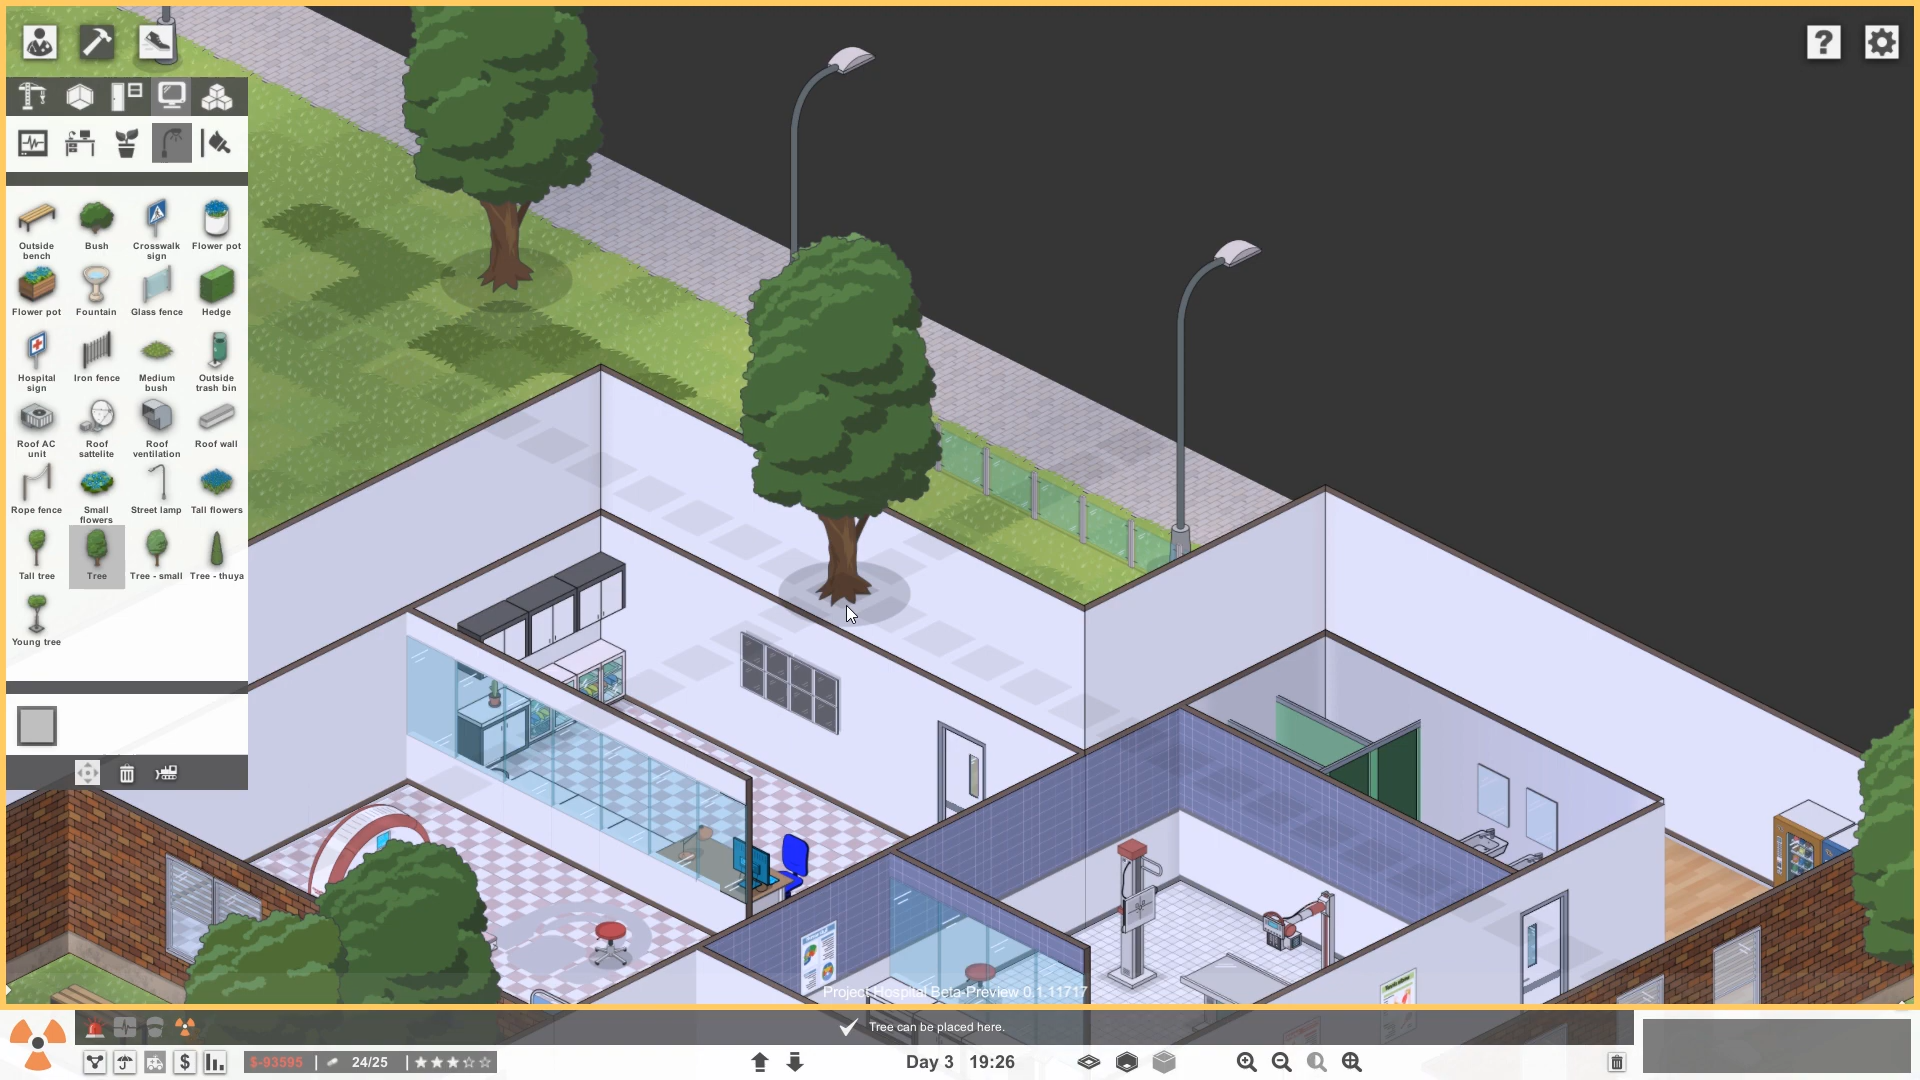 ?
Outside bench
Bush
Crosswalk sign
Flower pot
Flower pot
Fountain
Glass fence
Hedge
Hospital sign
Iron fence
Medium bush
Outside trash bin
Roof AC unit
Roof sattelite
Roof ventilation
Roof wall
Rope fence
Small flowers
Street lamp
Tall flowers
Tall tree
Tree
Tree - small
Tree - thuya
Young tree
Project Hospital Beta-Preview 0.1.11717
Tree can be placed here.
$
$-93595
24/25
Day 3 19:26